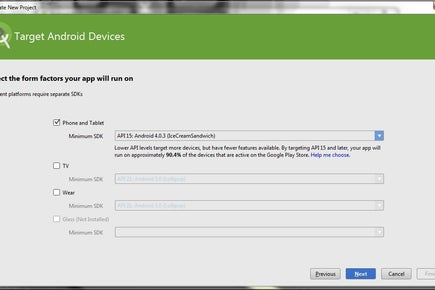 ate New Project
Target Android Devices
ect the form factors your app will run on
ent platforms require separate SDKs
Phone and Tablet
Minimum SDK
API 15: Android 4.0.3 (IceCreamSandwich)
Lower API levels target more devices, but have fewer features available. By targeting API 15 and later, your app will
run on approximately 90.4% of the devices that are active on the Google Play Store. Help me choose.
TV
Minimum SDK
API 21: Android 5.0 (Lollipop)
Wear
Minimum SDK
API 21: Android 5.0 (Lollipop)
Glass (Not Installed)
Minimum SDK
Previous
Next
Cancel